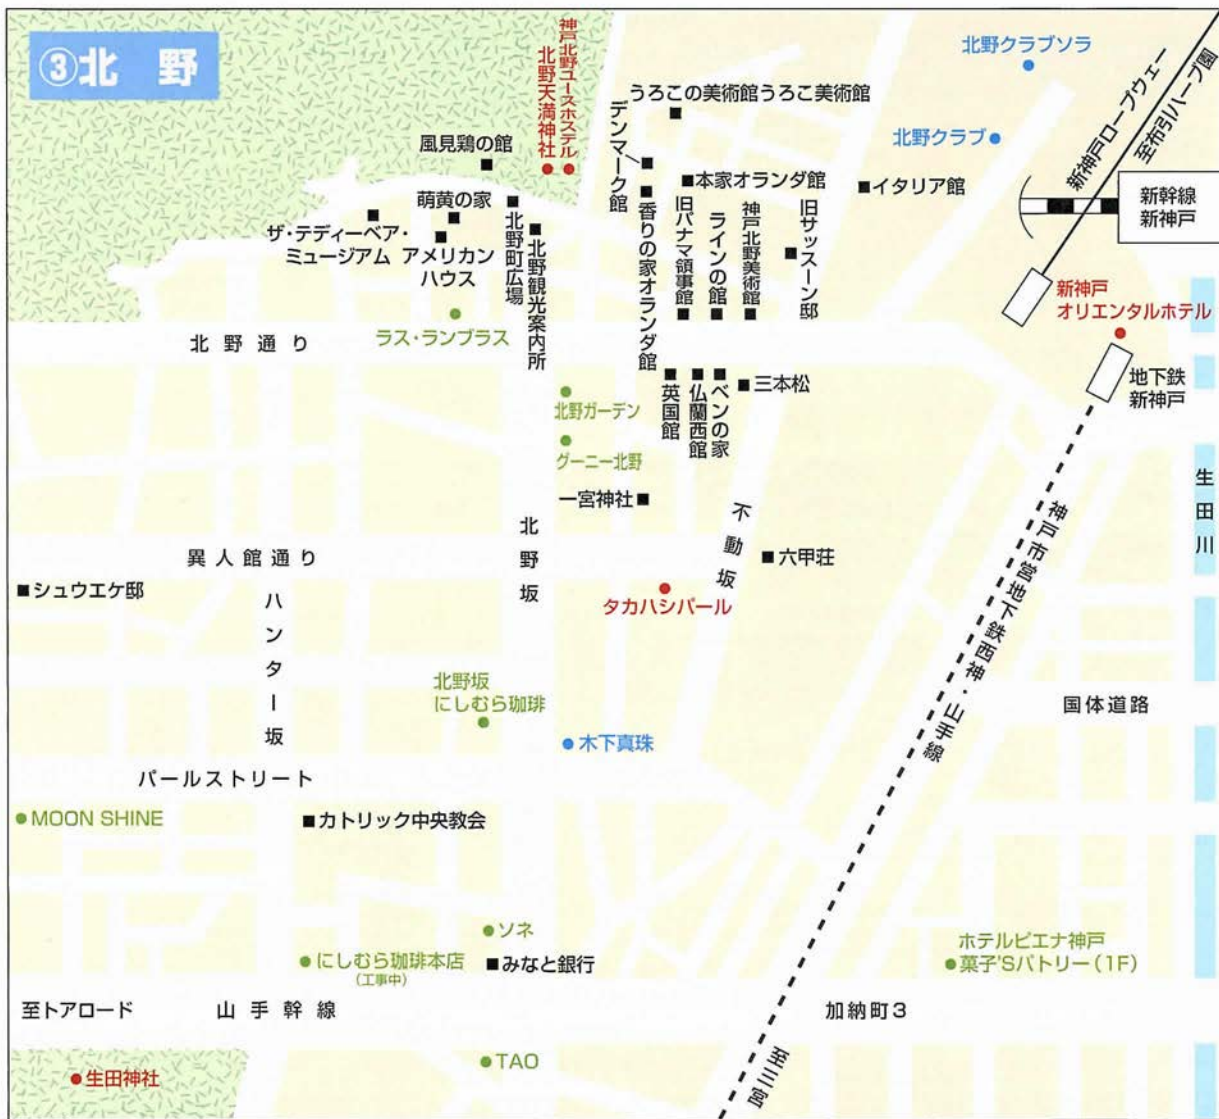 ③北 野
神戸北野ユースホステル
北野天満神社
北野クラブソラ
北野クラブ
新神戸ロープウェー
至布引ハーブ園
新幹線
新神戸
うろこの美術館うろこ美術館
デンマーク館
風見鶏の館
本家オランダ館
イタリア館
萌黄の家
ザ・テディーベア・
ミュージアム
アメリカン
ハウス
北野町広場
北野観光案内所
香りの家オランダ館
旧パナマ領事館
ラインの館
神戸北野美術館
旧サッスーン邸
新神戸
オリエンタルホテル
ラス・ランブラス
北野通り
地下鉄
新神戸
英国館
仏蘭西館
ベンの家
三本松
北野ガーデン
グーニー北野
一宮神社
北野坂
不動坂
六甲荘
生田川
神戸市営地下鉄西神・山手線
異人館通り
シュウエケ邸
ハンター坂
タカハシパール
北野坂
にしむら珈琲
国体道路
木下真珠
パールストリート
MOON SHINE
カトリック中央教会
ソネ
にしむら珈琲本店
(工事中)
みなと銀行
ホテルピエナ神戸
菓子'Sパトリー(1F)
至トアロード
山手幹線
加納町3
至三宮
TAO
生田神社